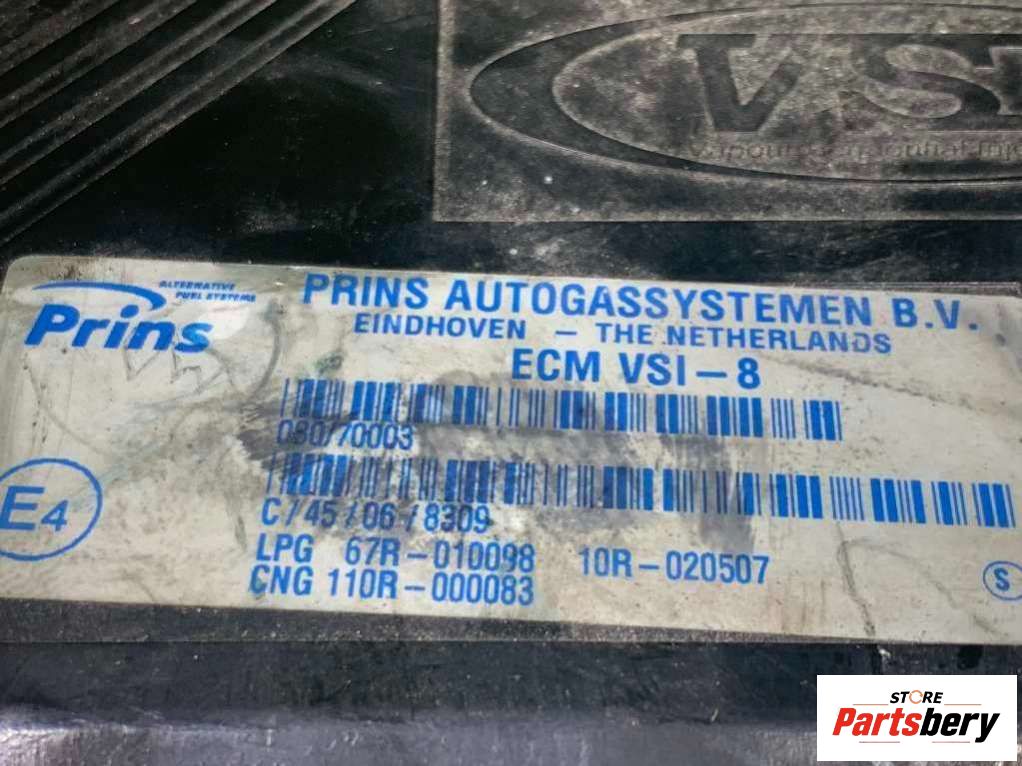 VSI
ALTERNATIVE
FUEL SYSTEMS
Prins
PRINS AUTOGASSYSTEMEN B.V.
EINDHOVEN – THE NETHERLANDS
ECM VSI–8
080/70003
C/45/06/8309
E4
LPG 67R–010098 10R–020507
CNG 110R–000083
S
STORE
Partsbery